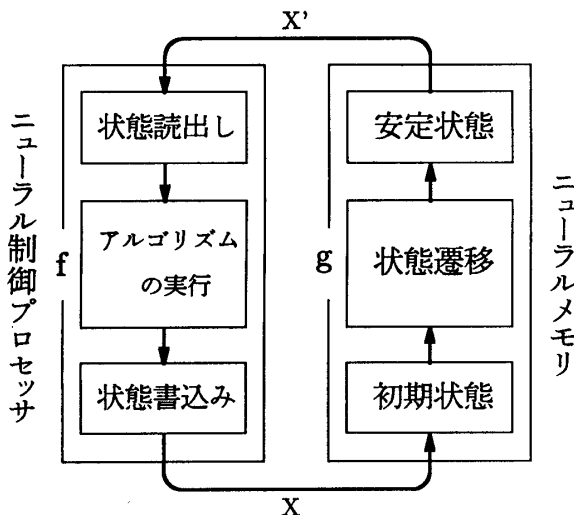 X'
ニューラル制御プロセッサ
f
状態読出し
アルゴリズム
の実行
状態書込み
g
安定状態
状態遷移
初期状態
ニューラルメモリ
X